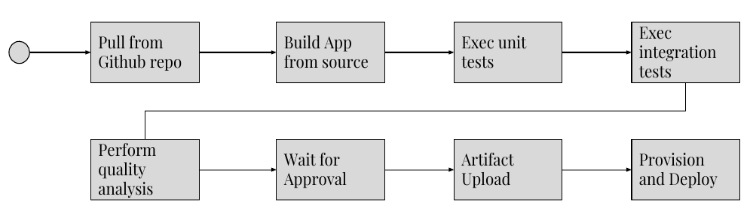 Pull from
Github repo
Build App
from source
Exec unit
tests
Exec
integration
tests
Perform
quality
analysis
Wait for
Approval
Artifact
Upload
Provision
and Deploy